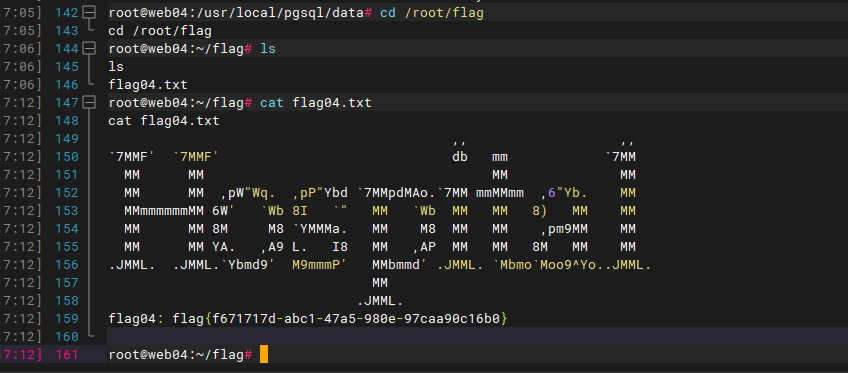 7:05] 142 root@web04:/usr/local/pgsql/data# cd /root/flag
7:05] 143 cd /root/flag
7:06] 144 root@web04:~/flag# ls
7:06] 145 ls
7:06] 146 flag04.txt
7:12] 147 root@web04:~/flag# cat flag04.txt
7:12] 148 cat flag04.txt
7:12] 149                                               ,,                     ,,
7:12] 150 `7MMF'  `7MMF'                          db   mm             `7MM
7:12] 151   MM      MM                                 MM               MM
7:12] 152   MM      MM  ,pW"Wq.  ,pP"Ybd `7MMpdMAo.`7MM mmMMmm  ,6"Yb.    MM
7:12] 153   MMmmmmmmMM 6W'   `Wb 8I   `"   MM   `Wb  MM   MM   8)   MM    MM
7:12] 154   MM      MM 8M     M8 `YMMMa.   MM    M8  MM   MM    ,pm9MM    MM
7:12] 155   MM      MM YA.   ,A9 L.   I8   MM   ,AP  MM   MM   8M   MM    MM
7:12] 156 .JMML.  .JMML.`Ybmd9'  M9mmmP'   MMbmmd' .JMML. `Mbmo`Moo9^Yo..JMML.
7:12] 157                                  MM
7:12] 158                                .JMML.
7:12] 159 flag04: flag{f671717d-abc1-47a5-980e-97caa90c16b0}
7:12] 160
7:12] 161 root@web04:~/flag#